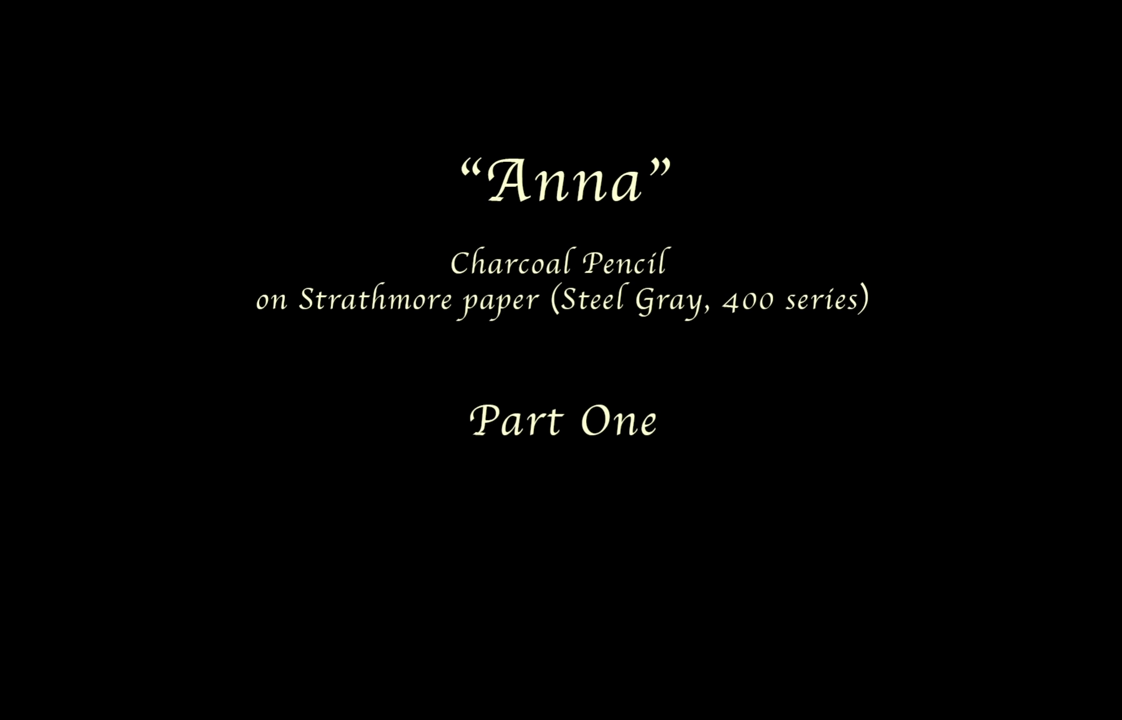 “Anna”
Charcoal Pencil
on Strathmore paper (Steel Gray, 400 series)
Part One